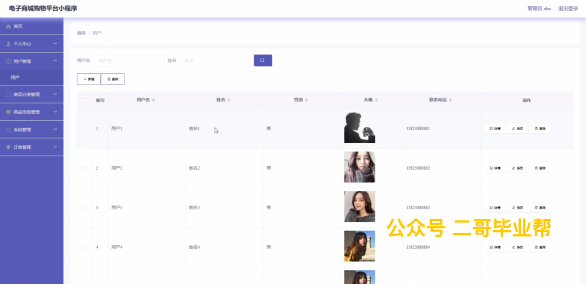 电子商城购物平台小程序
管理员 abo 退出登录
首页
首页 / 用户
个人中心
用户管理
用户
商品分类管理
商品信息管理
系统管理
订单管理
用户名 用户名 姓名 姓名
+ 新增 删除
索引 用户名 姓名 性别 头像 联系电话 操作
1 用户1 姓名1 男 13823888881 详情 修改 删除
2 用户2 姓名2 男 13823888882 详情 修改 删除
3 用户3 姓名3 男 13823888883 详情 修改 删除
4 用户4 姓名4 男 13823888884 详情 修改 删除
公众号 二哥毕业帮